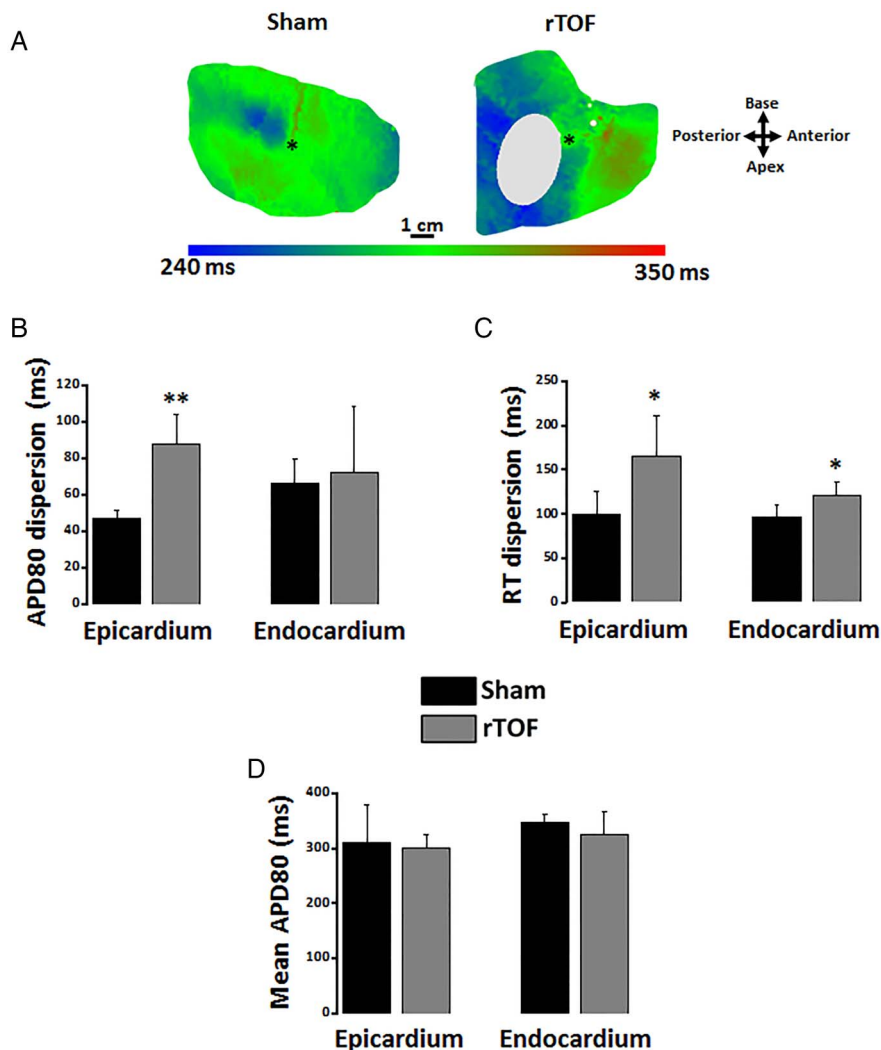 A
Sham
rTOF
*
*
Base
Posterior
Anterior
Apex
1 cm
240 ms
350 ms
B
APD80 dispersion (ms)
120
100
80
60
40
20
0
**
Epicardium
Endocardium
C
RT dispersion (ms)
250
200
150
100
50
0
*
*
Epicardium
Endocardium
Sham
rTOF
D
Mean APD80 (ms)
400
300
200
100
0
Epicardium
Endocardium